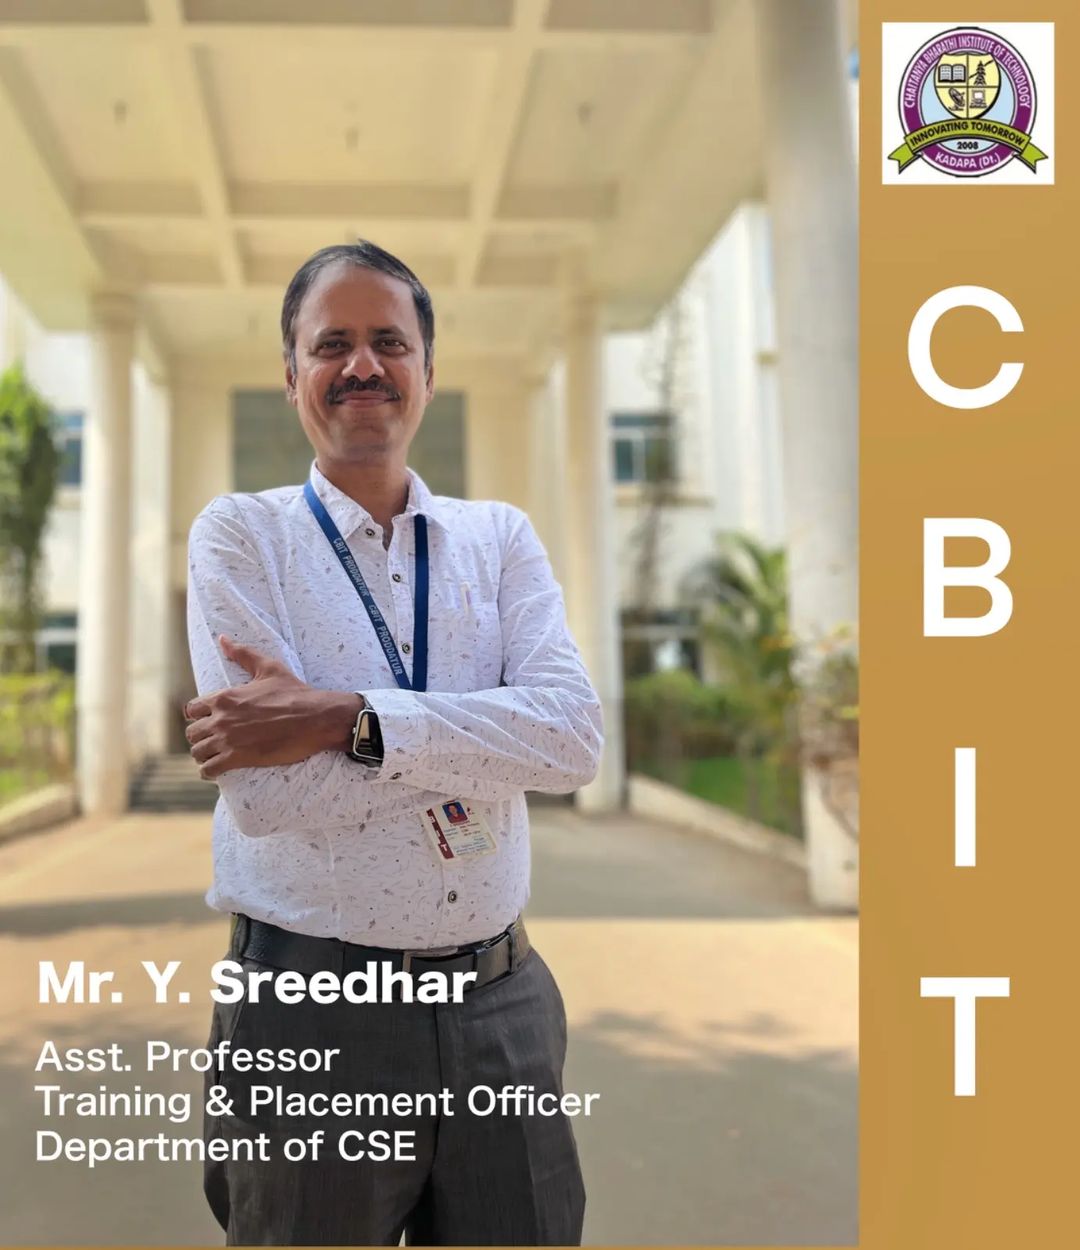 CHAITANYA BHARATHI INSTITUTE OF TECHNOLOGY
INNOVATING TOMORROW
2008
KADAPA (Dt.)
C
B
I
T
CBIT PRODDATUR CBIT PRODDATUR
Mr. Y. Sreedhar
Asst. Professor
Training & Placement Officer
Department of CSE